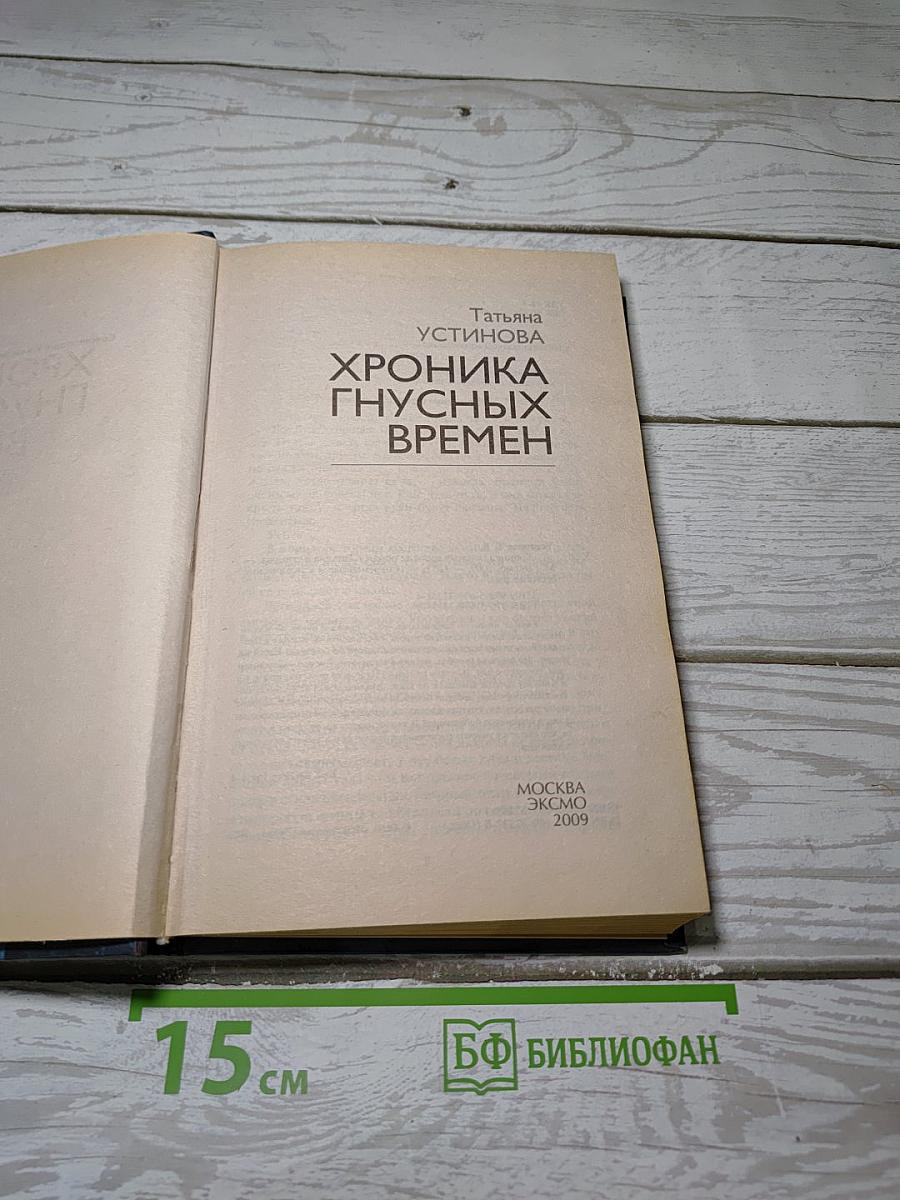 Татьяна
УСТИНОВА
ХРОНИКА
ГНУСНЫХ
ВРЕМЕН
МОСКВА
ЭКСМО
2009
15 см
БФ БИБЛИОФАН